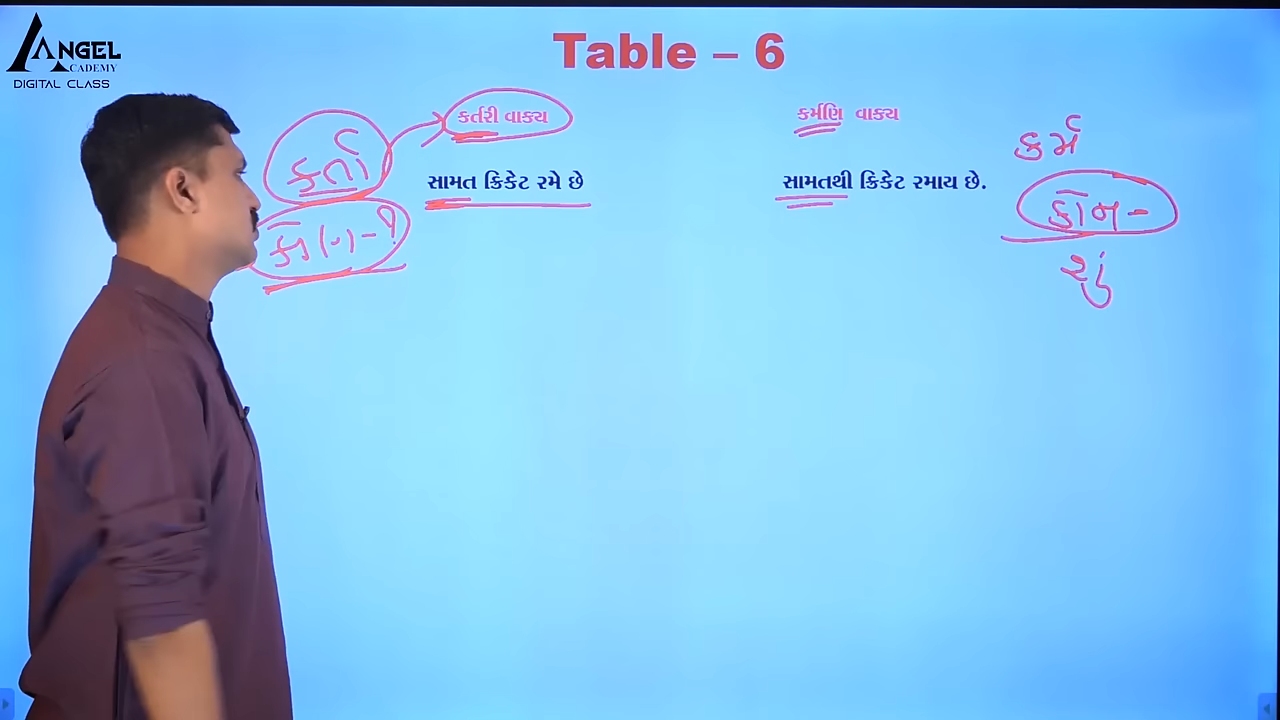 ANGEL
ACADEMY
DIGITAL CLASS
Table – 6
કર્તરી વાક્ય
કર્મણિ વાક્ય
કર્તા
કર્મ
સામત ક્રિકેટ રમે છે
સામતથી ક્રિકેટ રમાય છે.
કોણ-?
શું